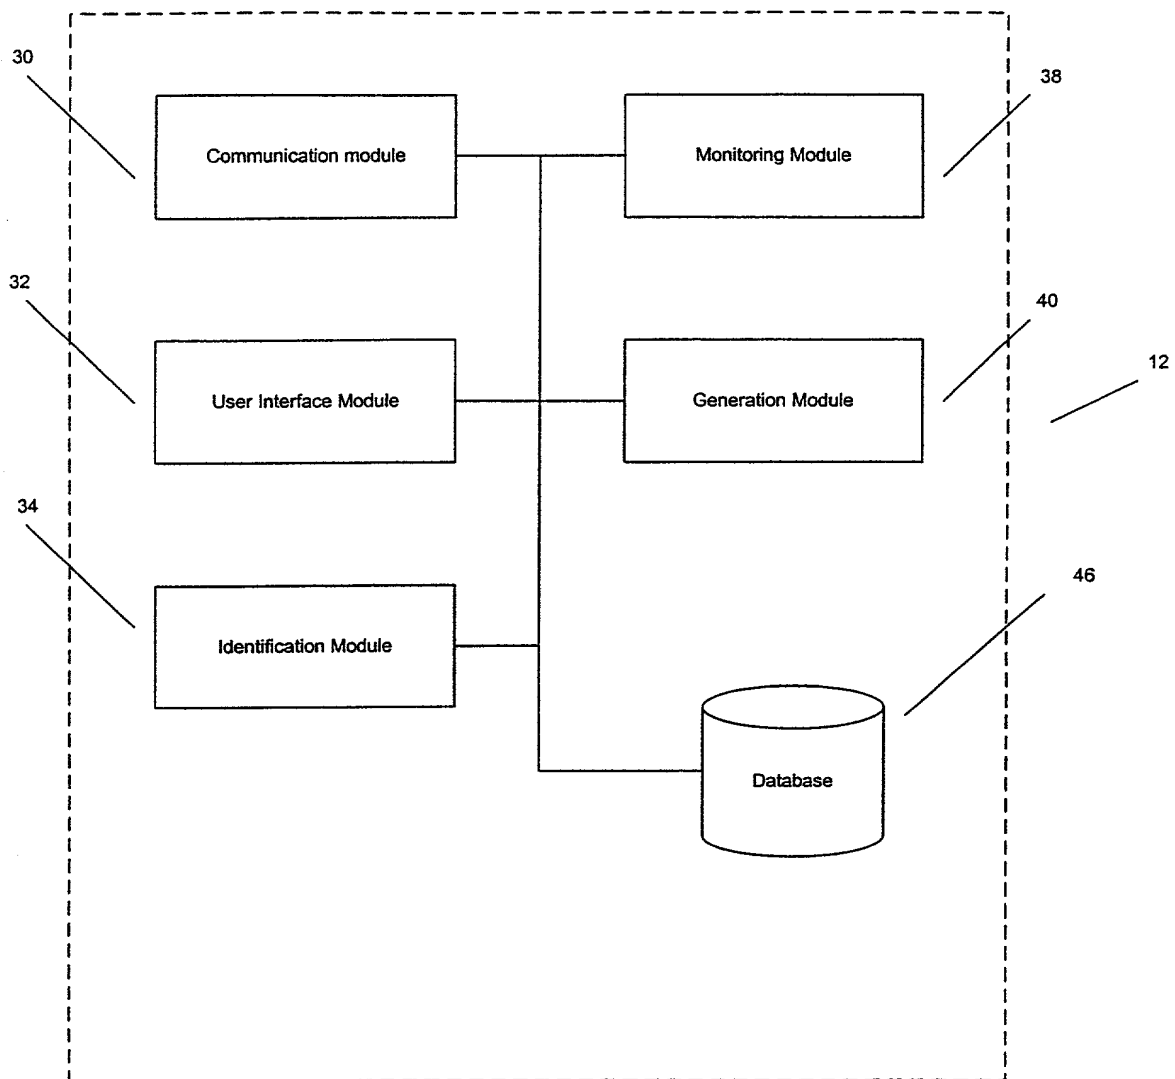 30
38
Communication module
Monitoring Module
32
40
User Interface Module
Generation Module
12
34
46
Identification Module
Database